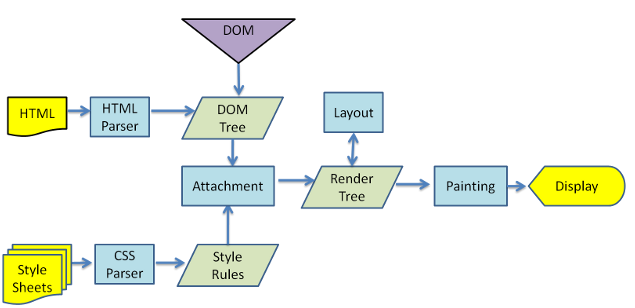 DOM
HTML
HTML
Parser
DOM
Tree
Layout
Attachment
Render
Tree
Painting
Display
Style
Sheets
CSS
Parser
Style
Rules